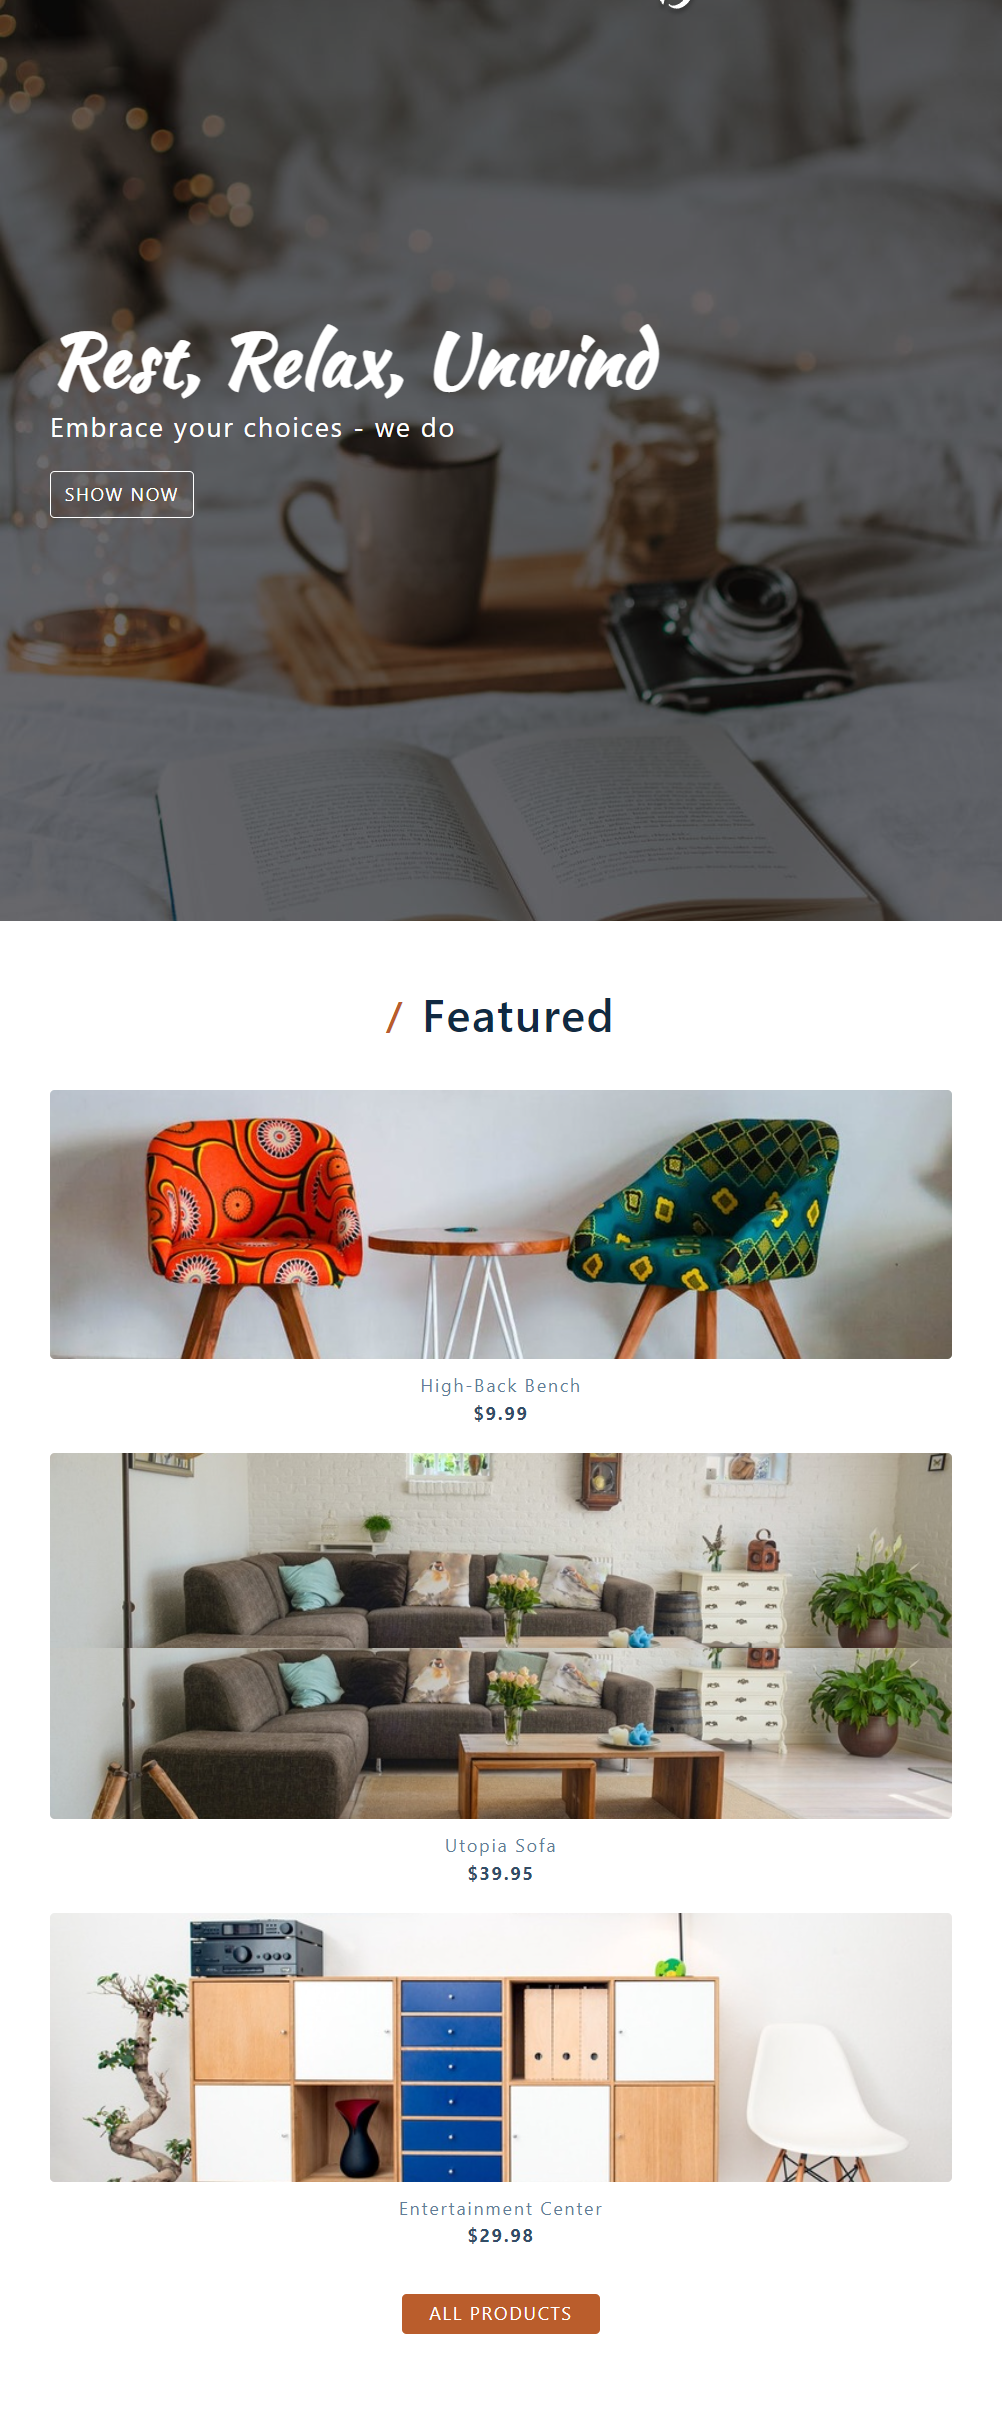 Rest, Relax, Unwind
Embrace your choices - we do
SHOW NOW
/ Featured
High-Back Bench
$9.99
Utopia Sofa
$39.95
Entertainment Center
$29.98
ALL PRODUCTS